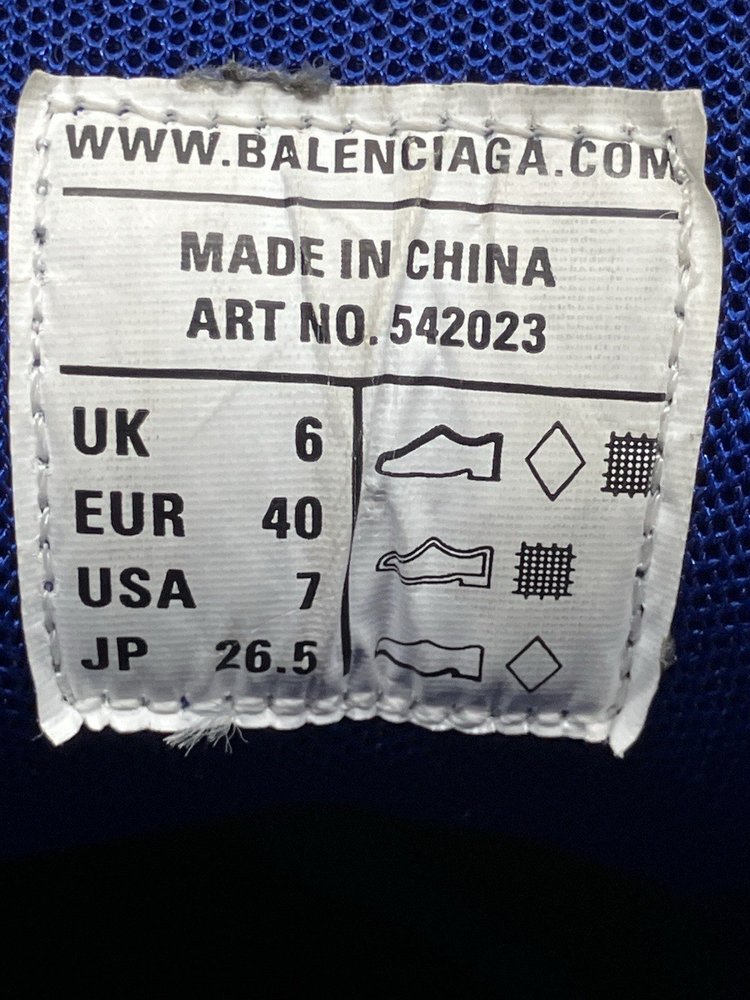 WWW.BALENCIAGA.COM
MADE IN CHINA
ART NO. 542023
UK 6
EUR 40
USA 7
JP 26.5